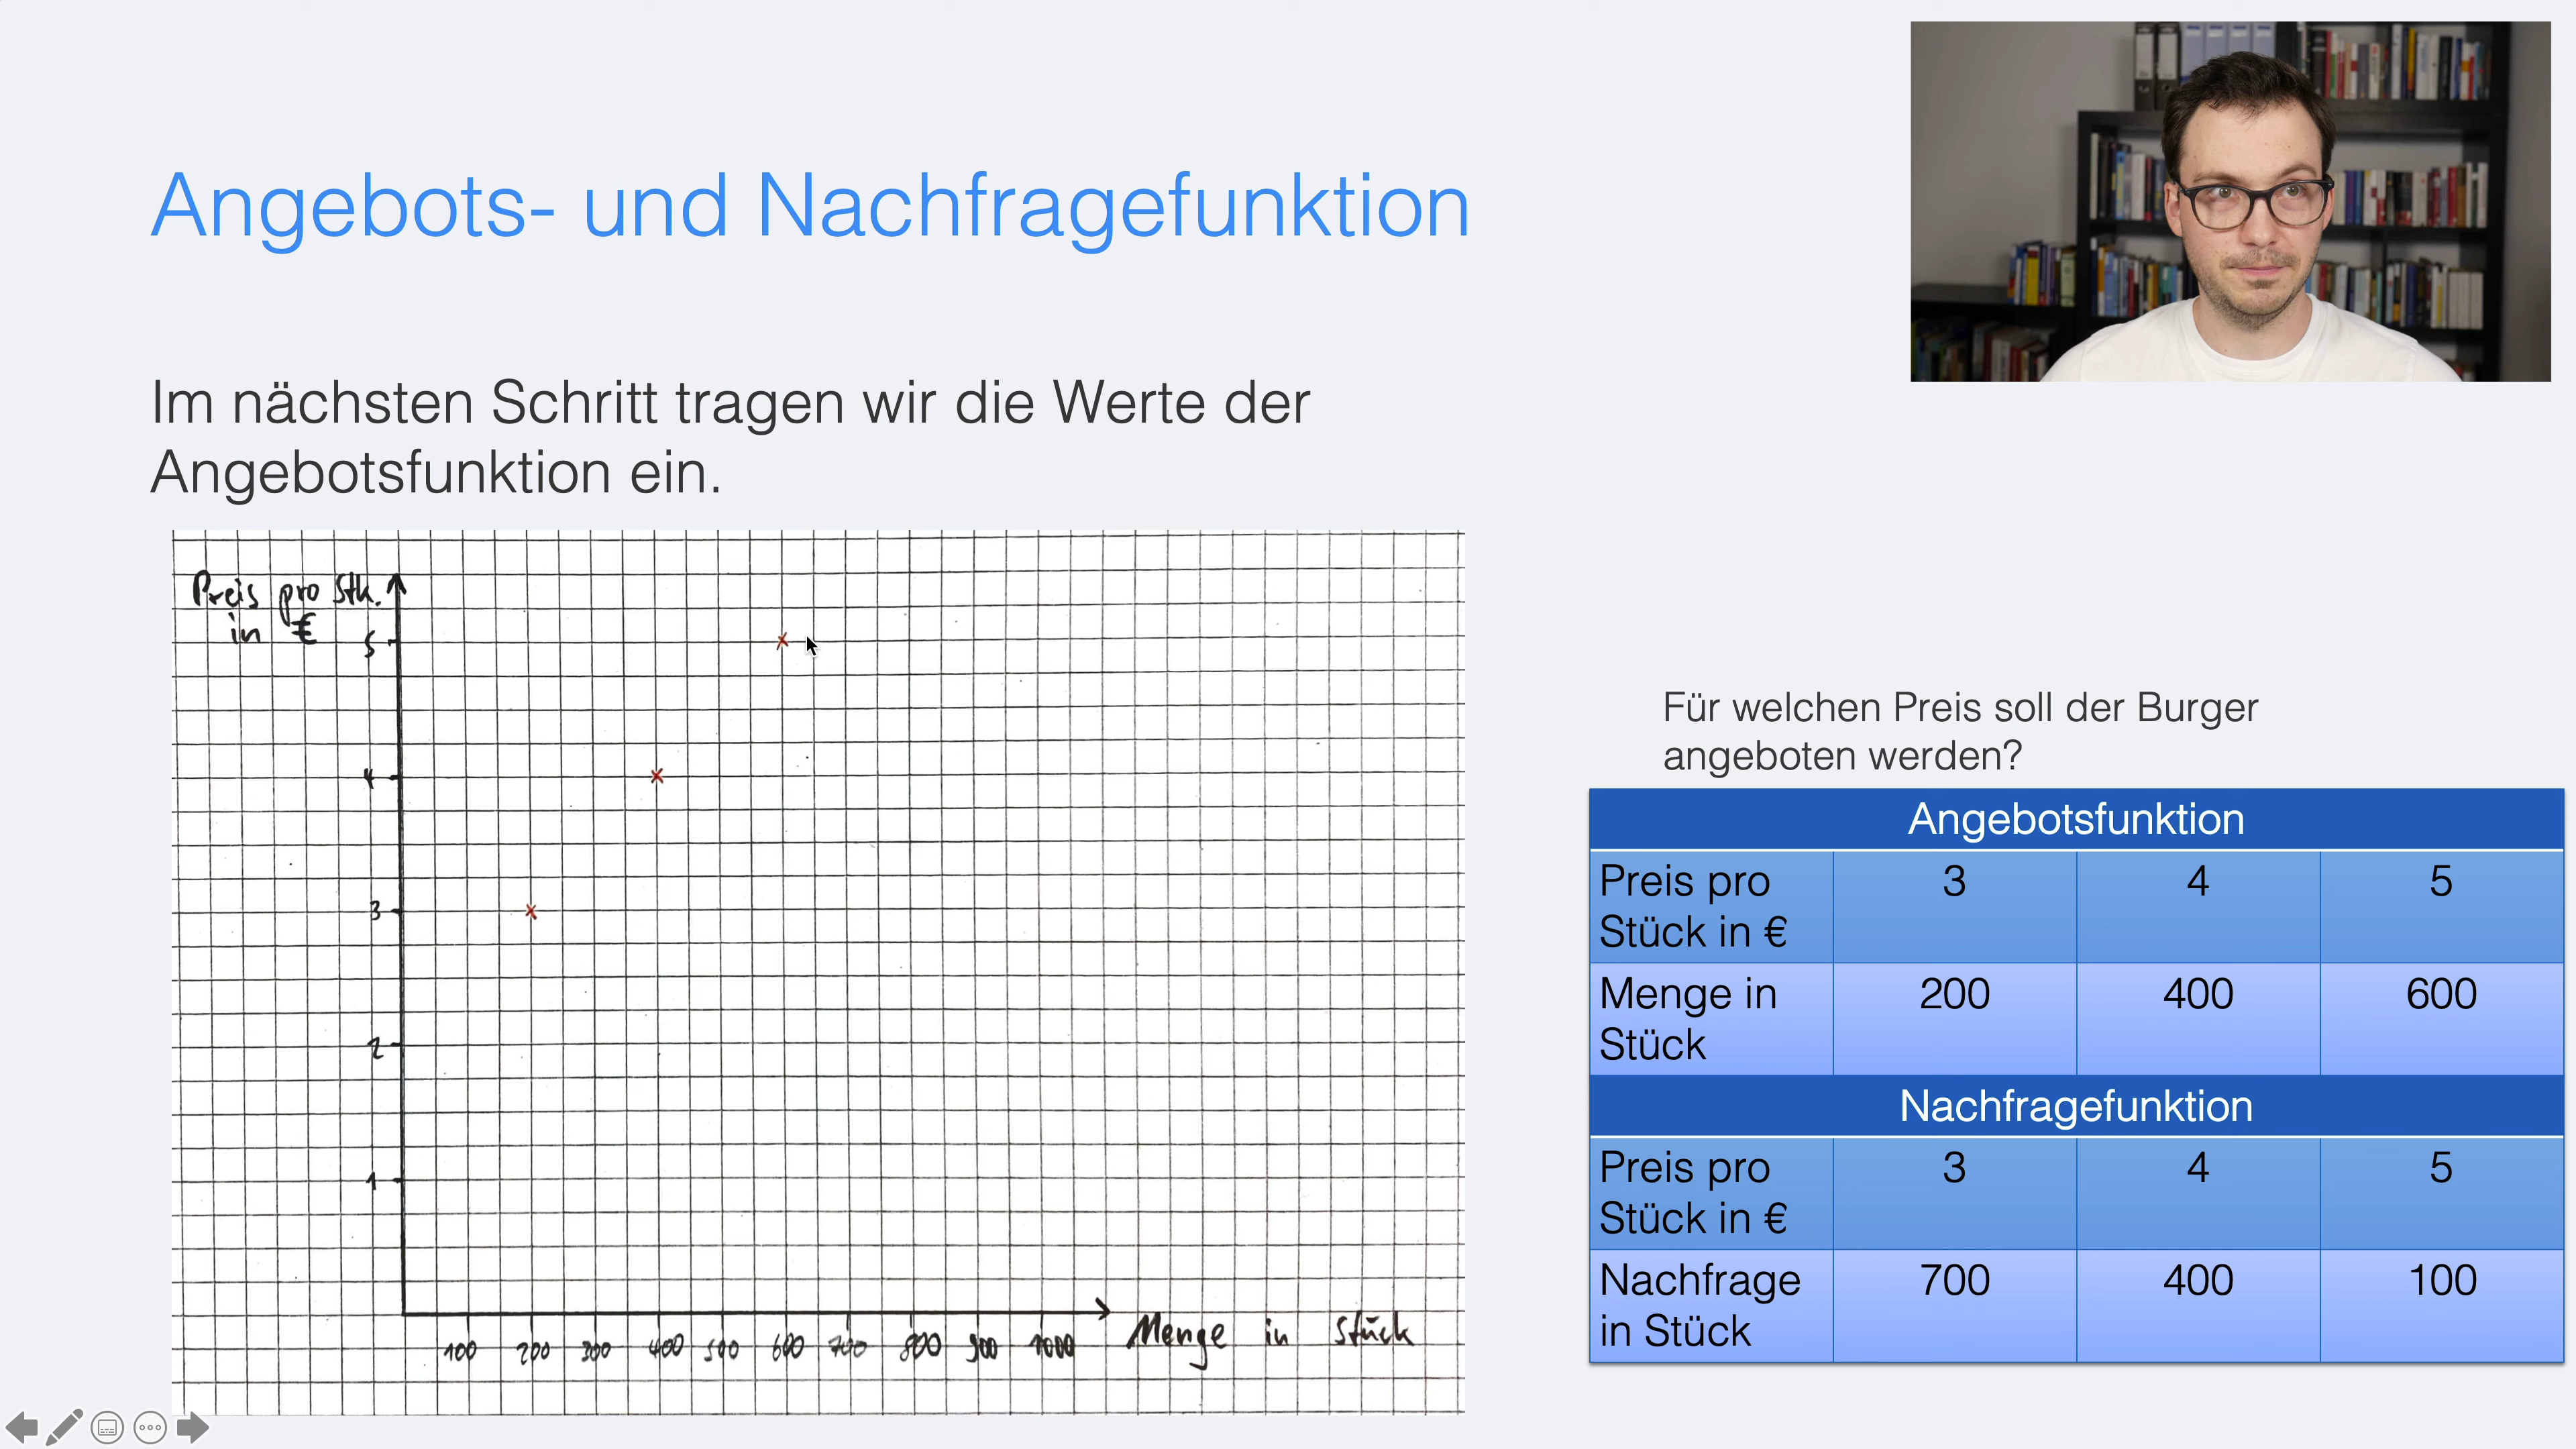 Angebots- und Nachfragefunktion
Im nächsten Schritt tragen wir die Werte der
Angebotsfunktion ein.
Preis pro Stk.
in €
5
4
3
2
1
100 200 300 400 500 600 700 800 900 1000
Menge in Stück
Für welchen Preis soll der Burger
angeboten werden?
Angebotsfunktion
Preis pro 3 4 5
Stück in €
Menge in 200 400 600
Stück
Nachfragefunktion
Preis pro 3 4 5
Stück in €
Nachfrage 700 400 100
in Stück